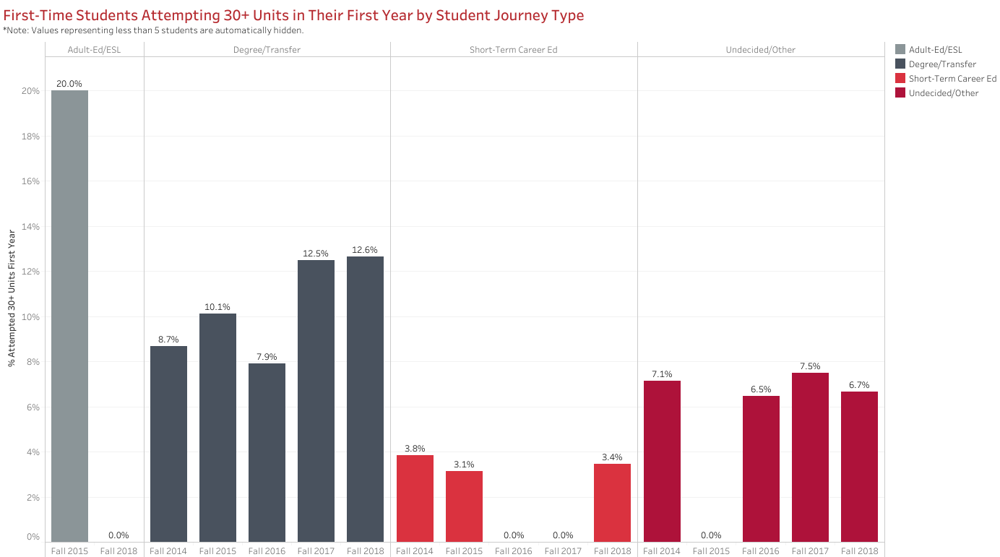 First-Time Students Attempting 30+ Units in Their First Year by Student Journey Type
*Note: Values representing less than 5 students are automatically hidden.
Adult-Ed/ESL
Degree/Transfer
Short-Term Career Ed
Undecided/Other
Adult-Ed/ESL
Degree/Transfer
Short-Term Career Ed
Undecided/Other
% Attempted 30+ Units First Year
20%
18%
16%
14%
12%
10%
8%
6%
4%
2%
0%
20.0%
0.0%
8.7%
10.1%
7.9%
12.5%
12.6%
3.8%
3.1%
0.0%
0.0%
3.4%
7.1%
0.0%
6.5%
7.5%
6.7%
Fall 2015
Fall 2018
Fall 2014
Fall 2015
Fall 2016
Fall 2017
Fall 2018
Fall 2014
Fall 2015
Fall 2016
Fall 2017
Fall 2018
Fall 2014
Fall 2015
Fall 2016
Fall 2017
Fall 2018